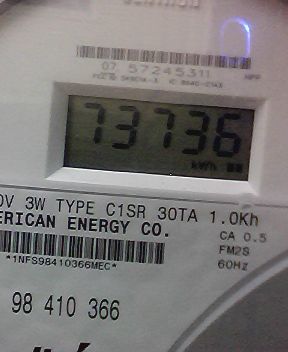 07 57245311
73736
kWh
0V 3W TYPE C1SR 30TA 1.0Kh
ERICAN ENERGY CO.
CA 0.5
FM2S
*1NFS98410366MEC*
60Hz
98 410 366